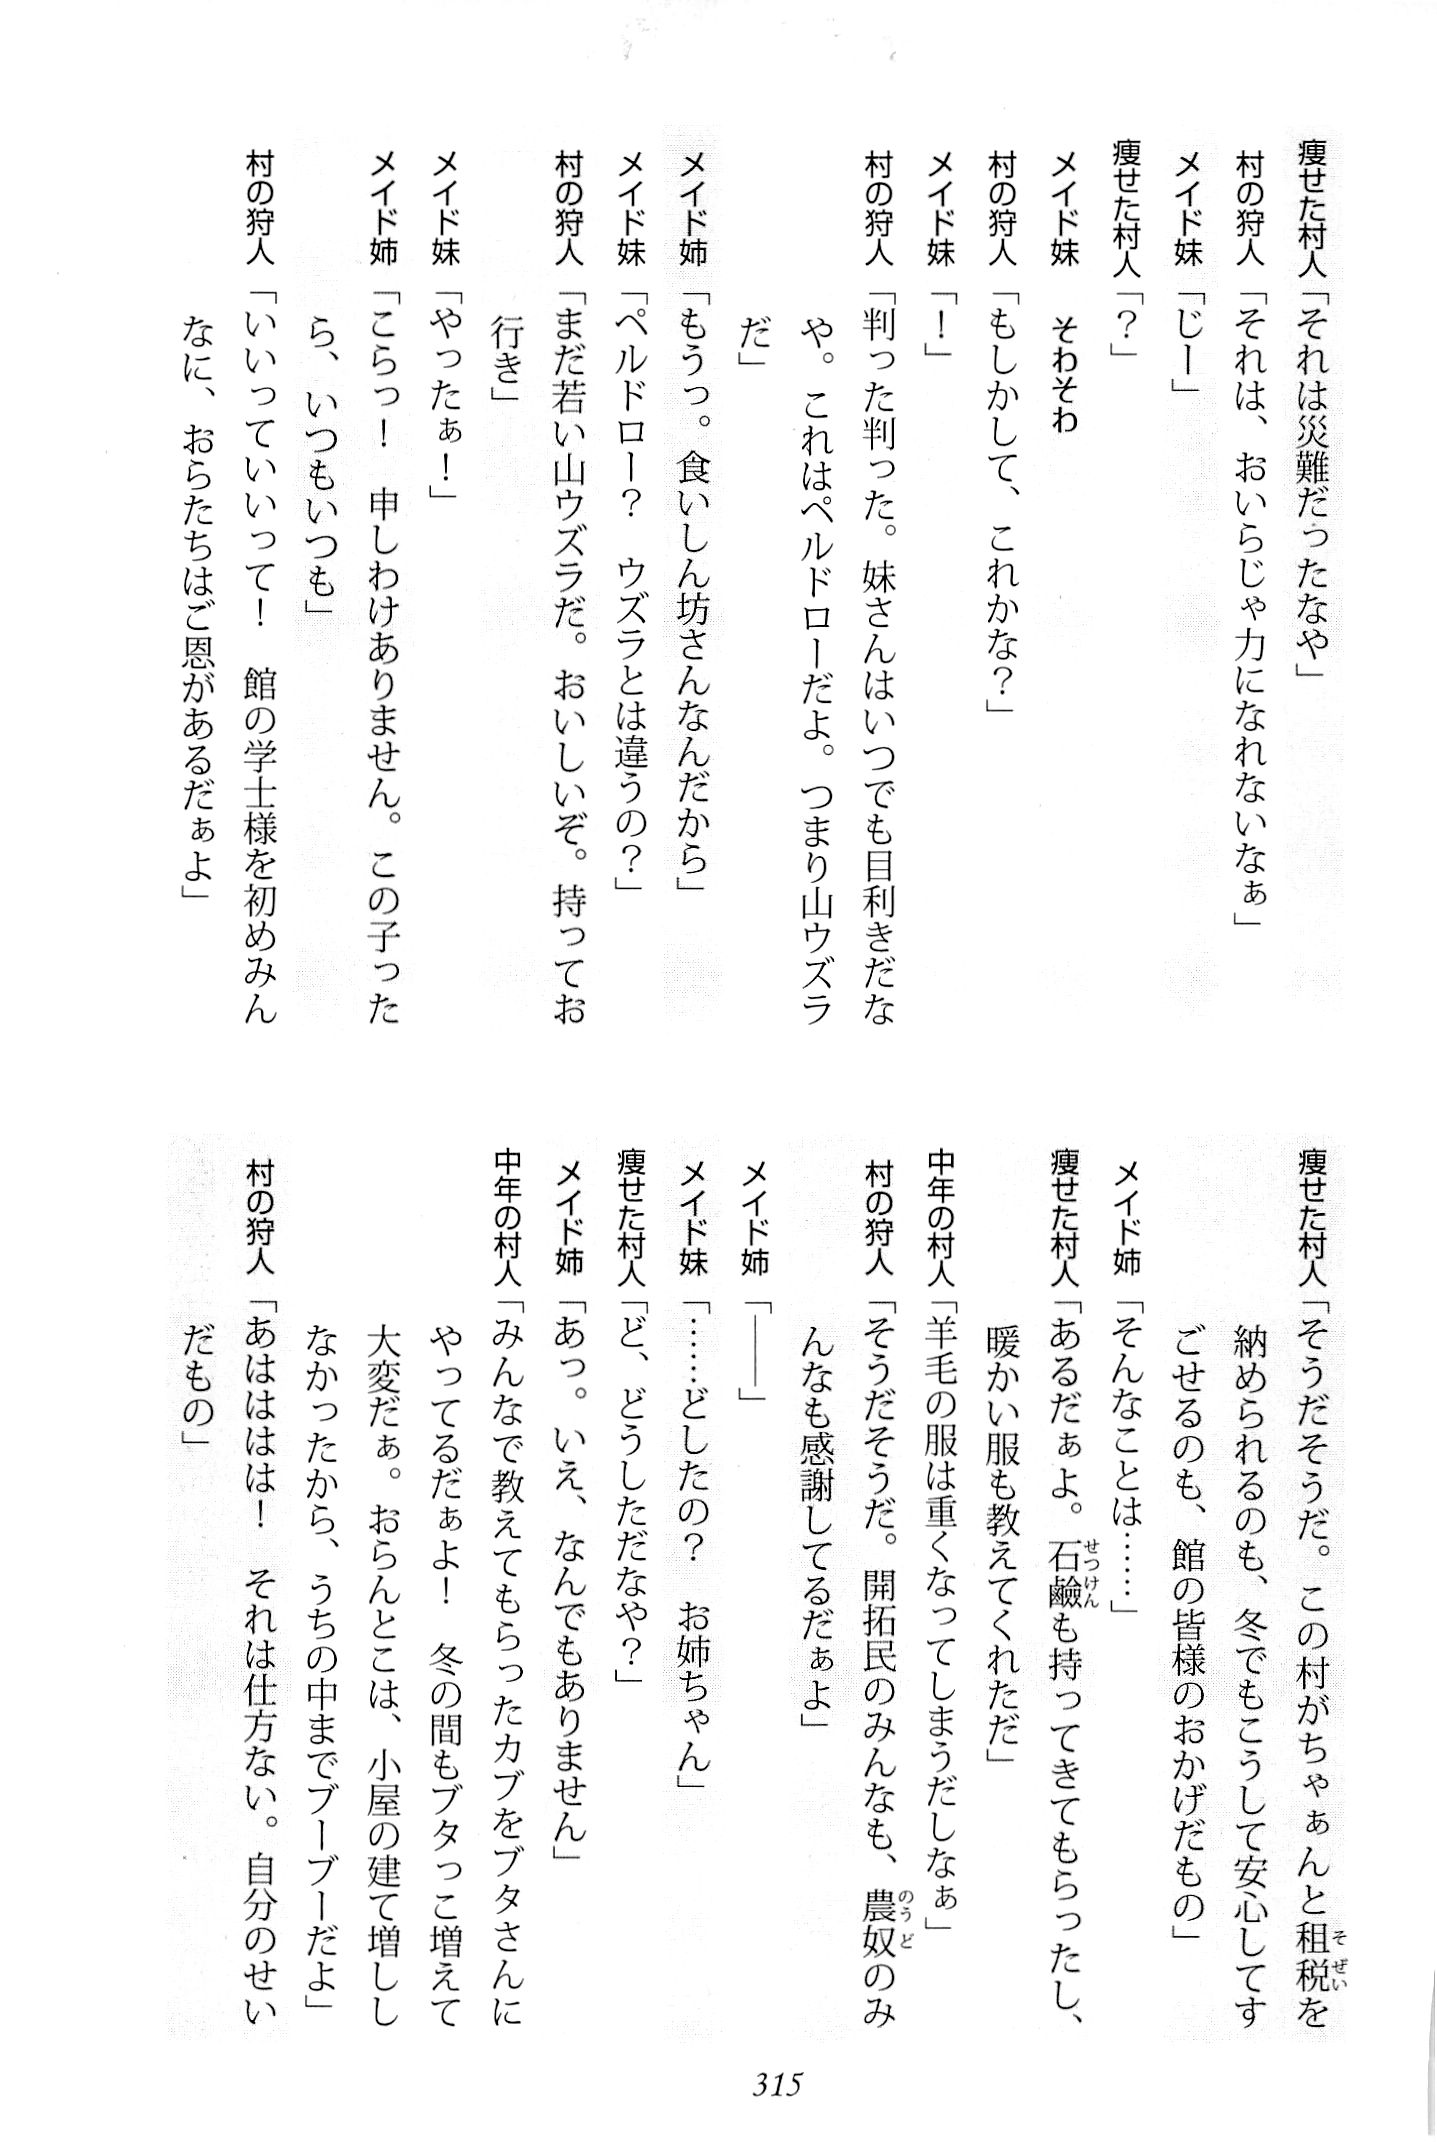 痩せた村人「それは災難だったなや」
村の狩人「それは、おいらじゃ力になれないなぁ」
メイド妹「じー」
痩せた村人「?」
メイド妹　そわそわ
村の狩人「もしかして、これかな？」
メイド妹「！」
村の狩人「判った判った。妹さんはいつでも目利きだな
や。これはペルドローだよ。つまり山ウズラ
だ」
メイド姉「もうっ。食いしん坊さんなんだから」
メイド妹「ペルドロー？　ウズラとは違うの？」
村の狩人「まだ若い山ウズラだ。おいしいぞ。持ってお
行き」
メイド妹「やったぁ！」
メイド姉「こらっ！　申しわけありません。この子った
ら、いつもいつも」
村の狩人「いいっていいって！　館の学士様を初めみん
なに、おらたちはご恩があるだぁよ」
痩せた村人「そうだそうだ。この村がちゃぁんと租税を
納められるのも、冬でもこうして安心してす
ごせるのも、館の皆様のおかげだもの」
メイド姉「そんなことは……」
痩せた村人「あるだぁよ。石鹼も持ってきてもらったし、
暖かい服も教えてくれただ」
中年の村人「羊毛の服は重くなってしまうだしなぁ」
村の狩人「そうだそうだ。開拓民のみんなも、農奴のみ
んなも感謝してるだぁよ」
メイド姉「――」
メイド妹「……どしたの？　お姉ちゃん」
痩せた村人「ど、どうしただなや？」
メイド姉「あっ。いえ、なんでもありません」
中年の村人「みんなで教えてもらったカブをブタさんに
やってるだぁよ！　冬の間もブタっこ増えて
大変だぁ。おらんとこは、小屋の建て増しし
なかったから、うちの中までブーブーだよ」
村の狩人「あはははは！　それは仕方ない。自分のせい
だもの」
315